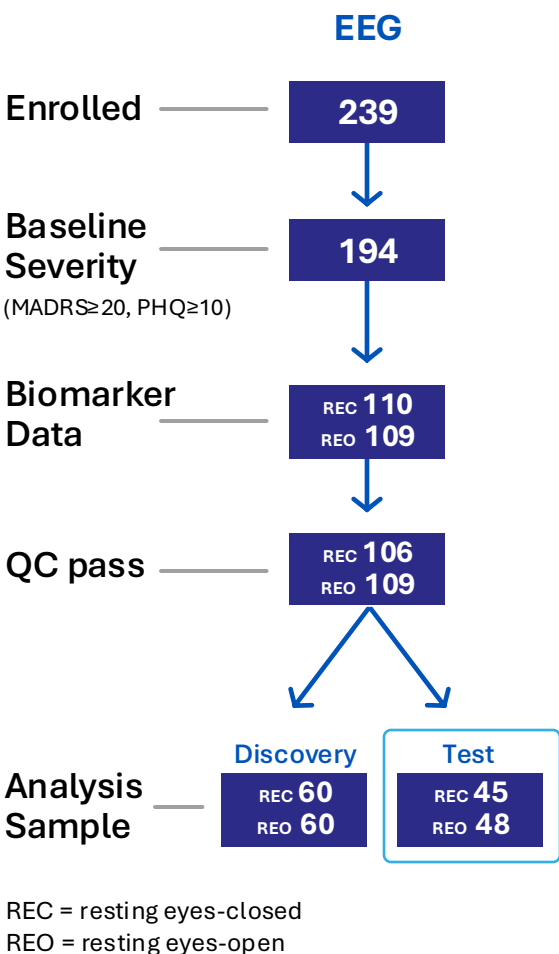 EEG
Enrolled
239
Baseline
Severity
(MADRS≥20, PHQ≥10)
194
Biomarker
Data
REC 110
REO 109
QC pass
REC 106
REO 109
Discovery
Test
Analysis
Sample
REC 60
REO 60
REC 45
REO 48
REC = resting eyes-closed
REO = resting eyes-open